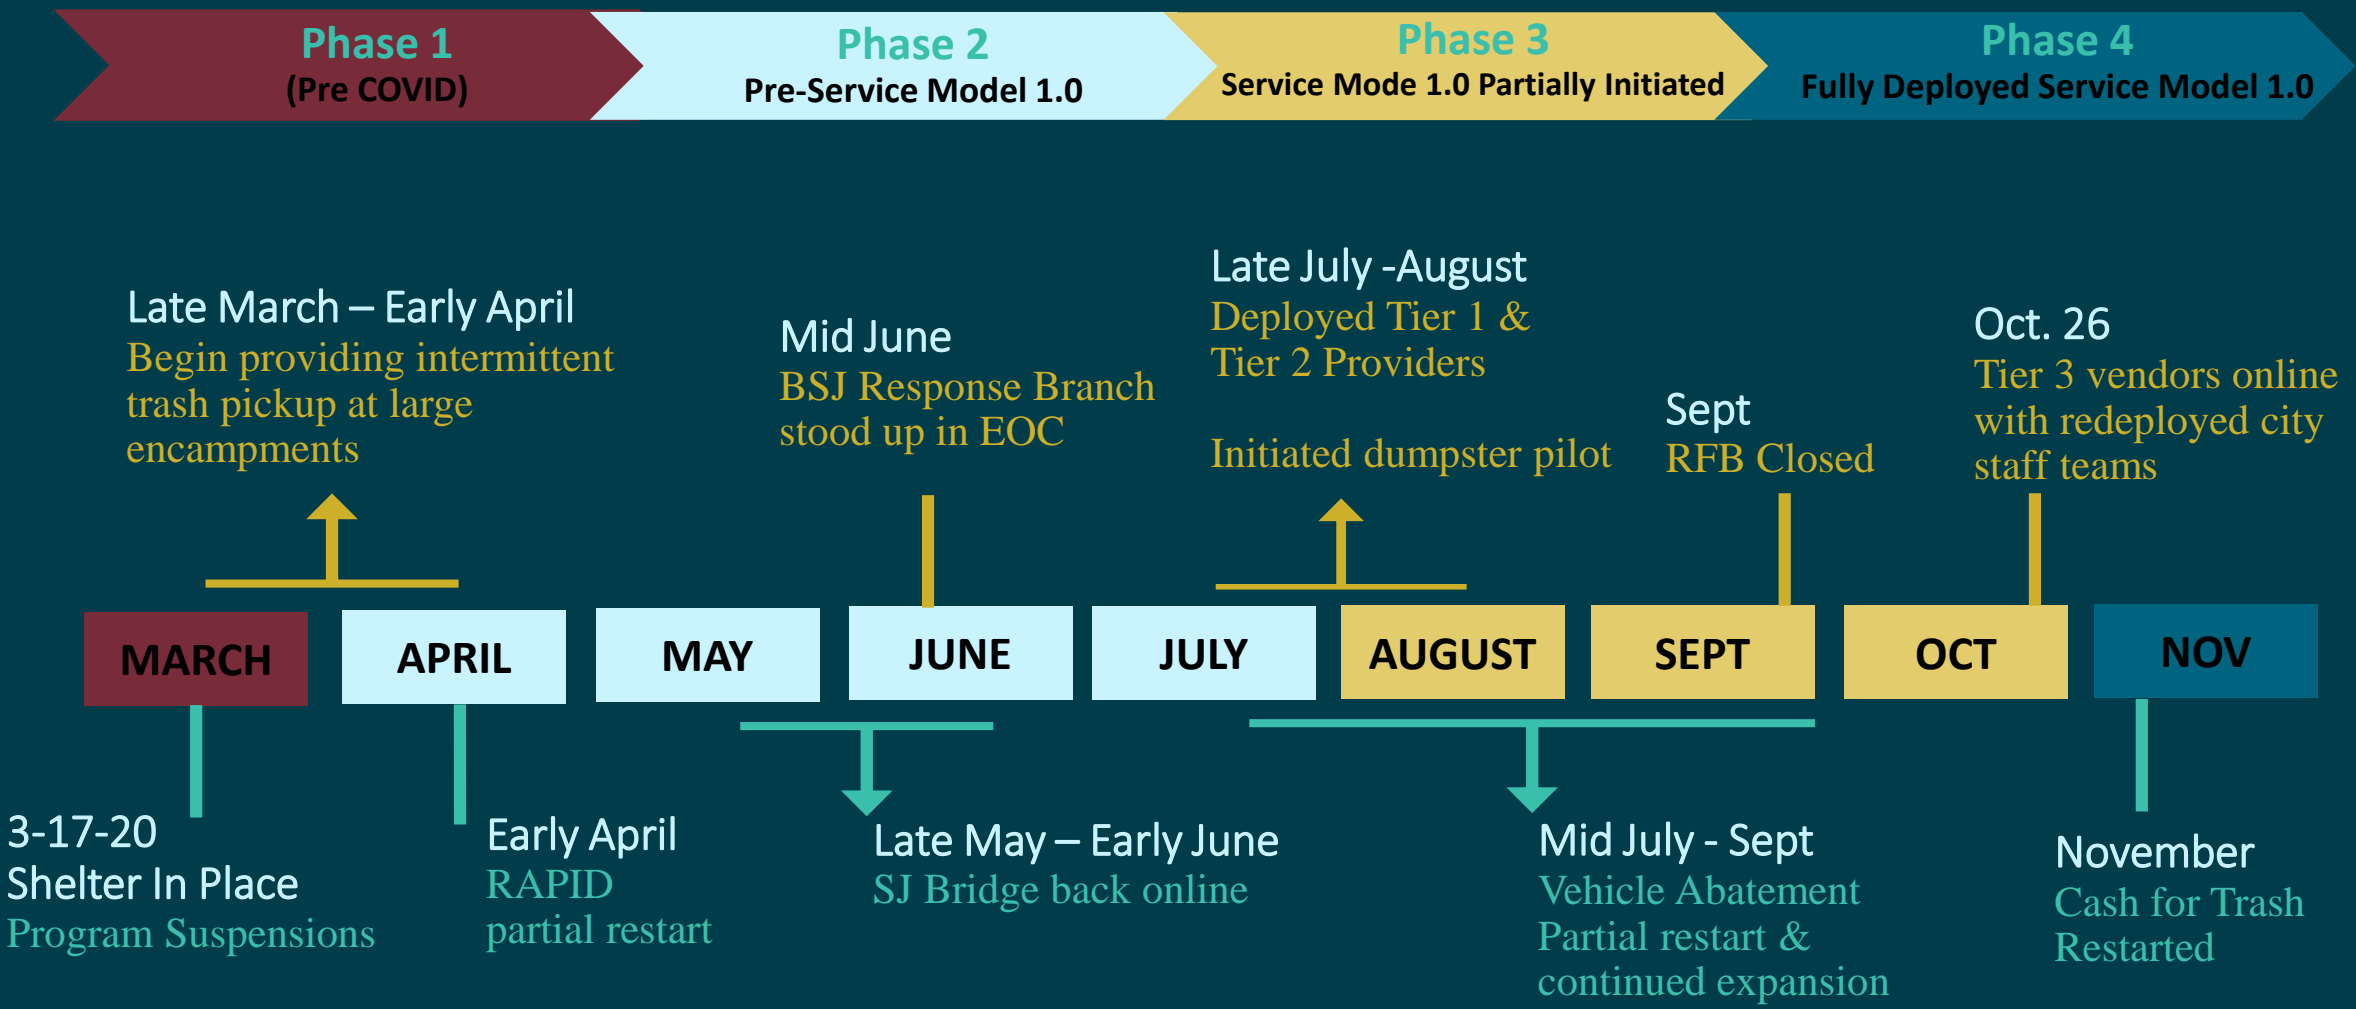 Phase 1
(Pre COVID)
Phase 2
Pre-Service Model 1.0
Phase 3
Service Mode 1.0 Partially Initiated
Phase 4
Fully Deployed Service Model 1.0
Late March – Early April
Begin providing intermittent
trash pickup at large
encampments
Mid June
BSJ Response Branch
stood up in EOC
Late July -August
Deployed Tier 1 &
Tier 2 Providers
Initiated dumpster pilot
Sept
RFB Closed
Oct. 26
Tier 3 vendors online
with redeployed city
staff teams
MARCH
APRIL
MAY
JUNE
JULY
AUGUST
SEPT
OCT
NOV
3-17-20
Shelter In Place
Program Suspensions
Early April
RAPID
partial restart
Late May – Early June
SJ Bridge back online
Mid July - Sept
Vehicle Abatement
Partial restart &
continued expansion
November
Cash for Trash
Restarted